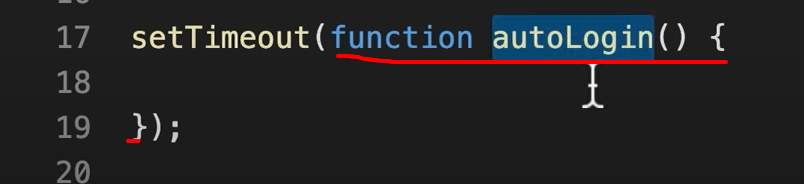 17 setTimeout(function autoLogin() {
18
19 });
20